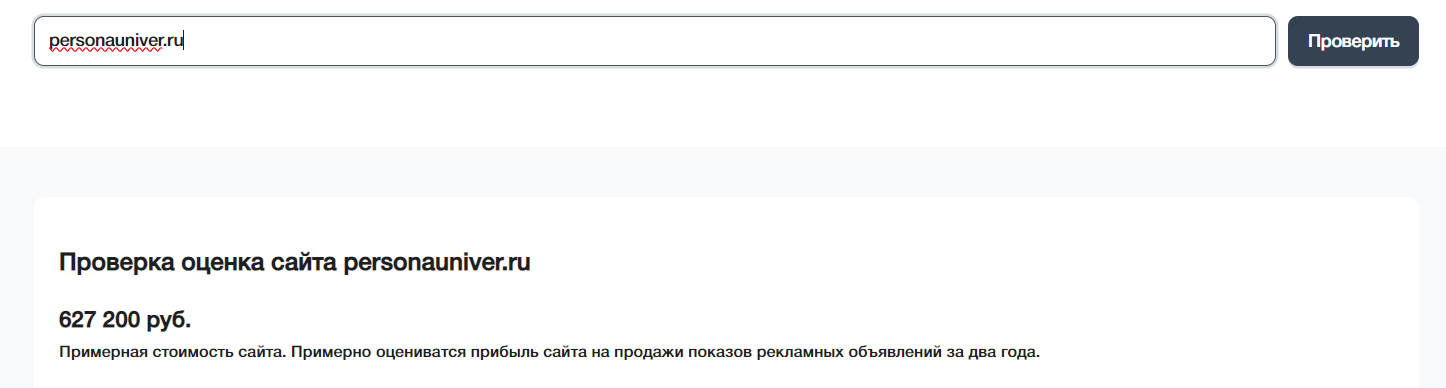 personauniver.ru
Проверить
Проверка оценка сайта personauniver.ru
627 200 руб.
Примерная стоимость сайта. Примерно оцениватся прибыль сайта на продажи показов рекламных объявлений за два года.